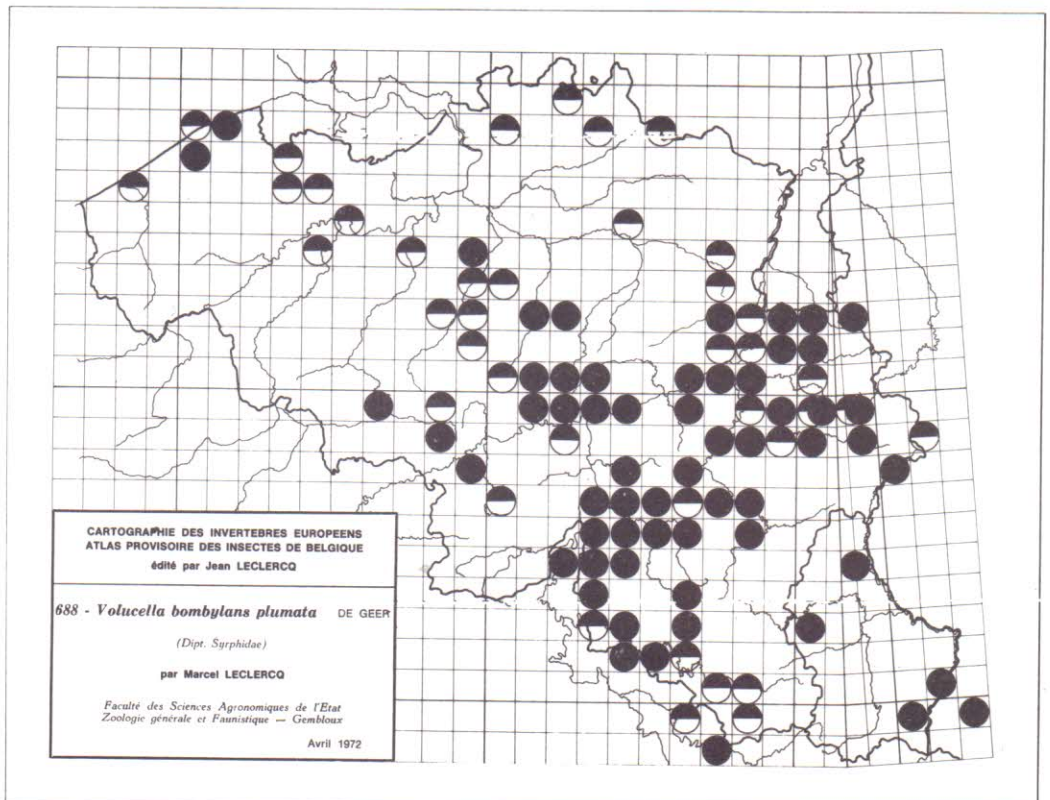 CARTOGRAPHIE DES INVERTEBRES EUROPEENS
ATLAS PROVISOIRE DES INSECTES DE BELGIQUE
édité par Jean LECLERCQ
688 - Volucella bombylans plumata DE GEER
(Dipt. Syrphidae)
par Marcel LECLERCQ
Faculté des Sciences Agronomiques de l'Etat
Zoologie générale et Faunistique — Gembloux
Avril 1972